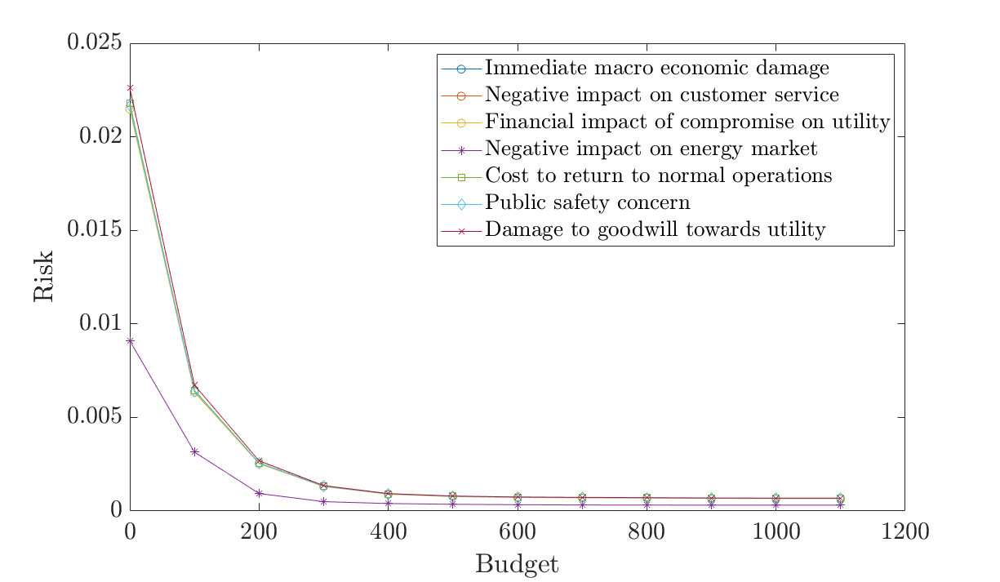 0.025
0.02
0.015
0.01
0.005
0
Risk
0 200 400 600 800 1000 1200
Budget
Immediate macro economic damage
Negative impact on customer service
Financial impact of compromise on utility
Negative impact on energy market
Cost to return to normal operations
Public safety concern
Damage to goodwill towards utility